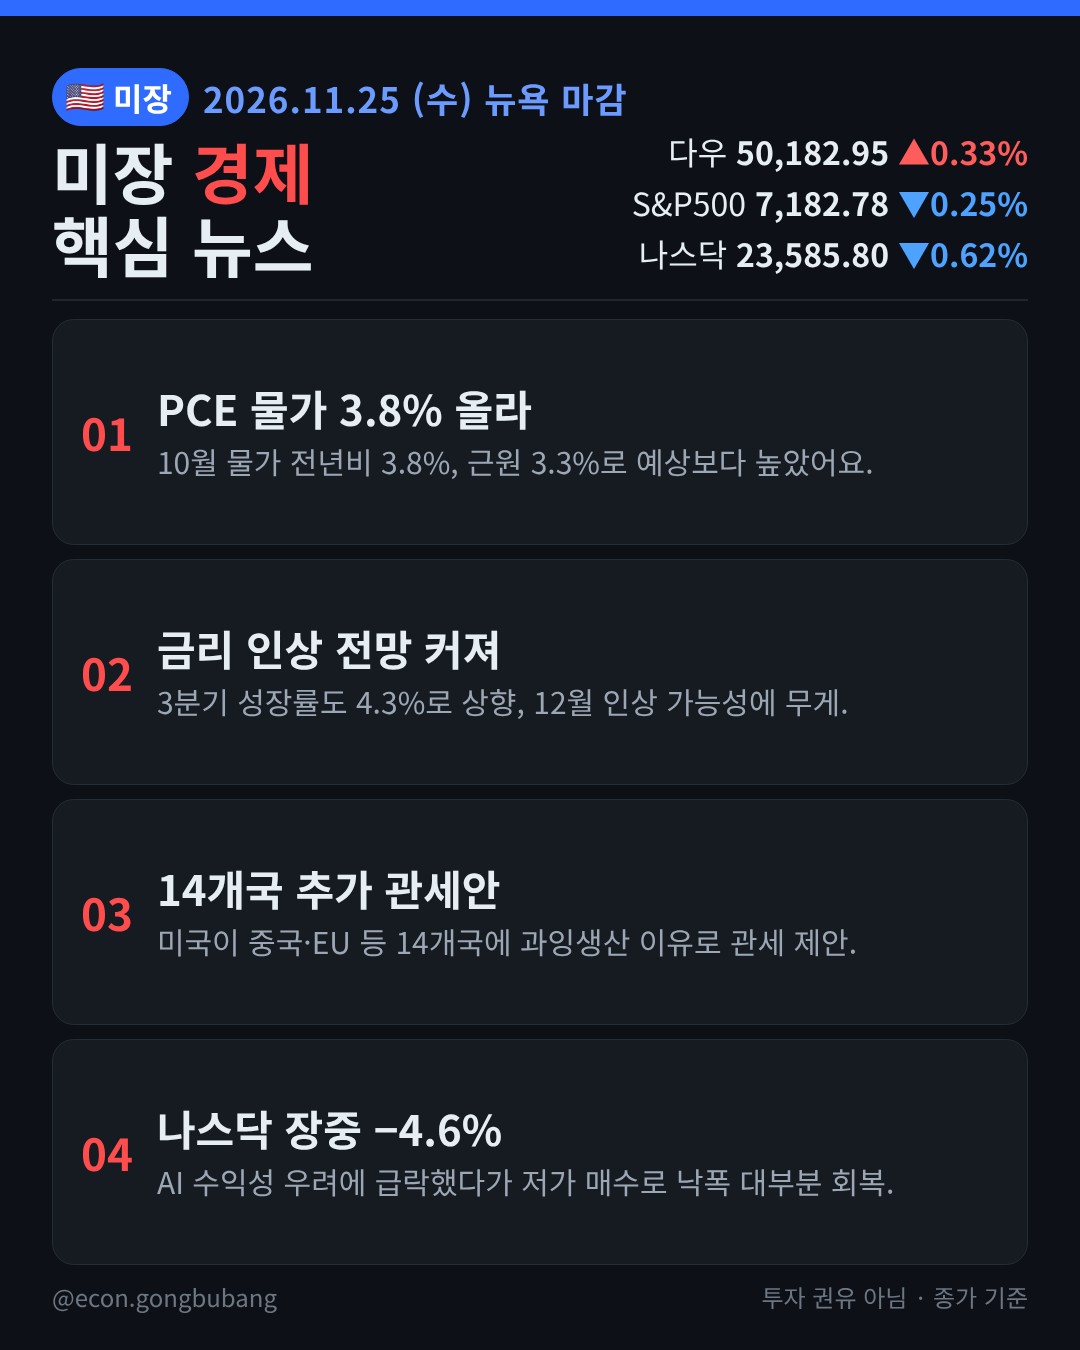 🇺🇸 미장 2026.11.25 (수) 뉴욕 마감
미장 경제
핵심 뉴스
다우 50,182.95 ▲0.33%
S&P500 7,182.78 ▼0.25%
나스닥 23,585.80 ▼0.62%
01
PCE 물가 3.8% 올라
10월 물가 전년비 3.8%, 근원 3.3%로 예상보다 높았어요.
02
금리 인상 전망 커져
3분기 성장률도 4.3%로 상향, 12월 인상 가능성에 무게.
03
14개국 추가 관세안
미국이 중국·EU 등 14개국에 과잉생산 이유로 관세 제안.
04
나스닥 장중 −4.6%
AI 수익성 우려에 급락했다가 저가 매수로 낙폭 대부분 회복.
@econ.gongbubang
투자 권유 아님 · 종가 기준